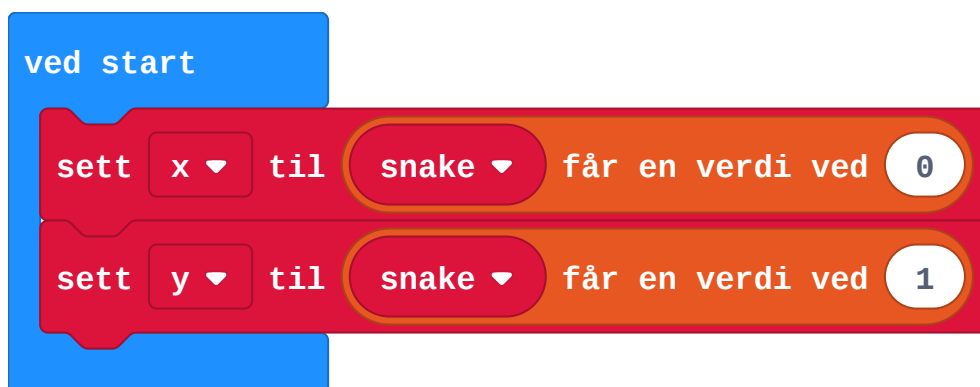 ved start
sett x til snake får en verdi ved 0
sett y til snake får en verdi ved 1